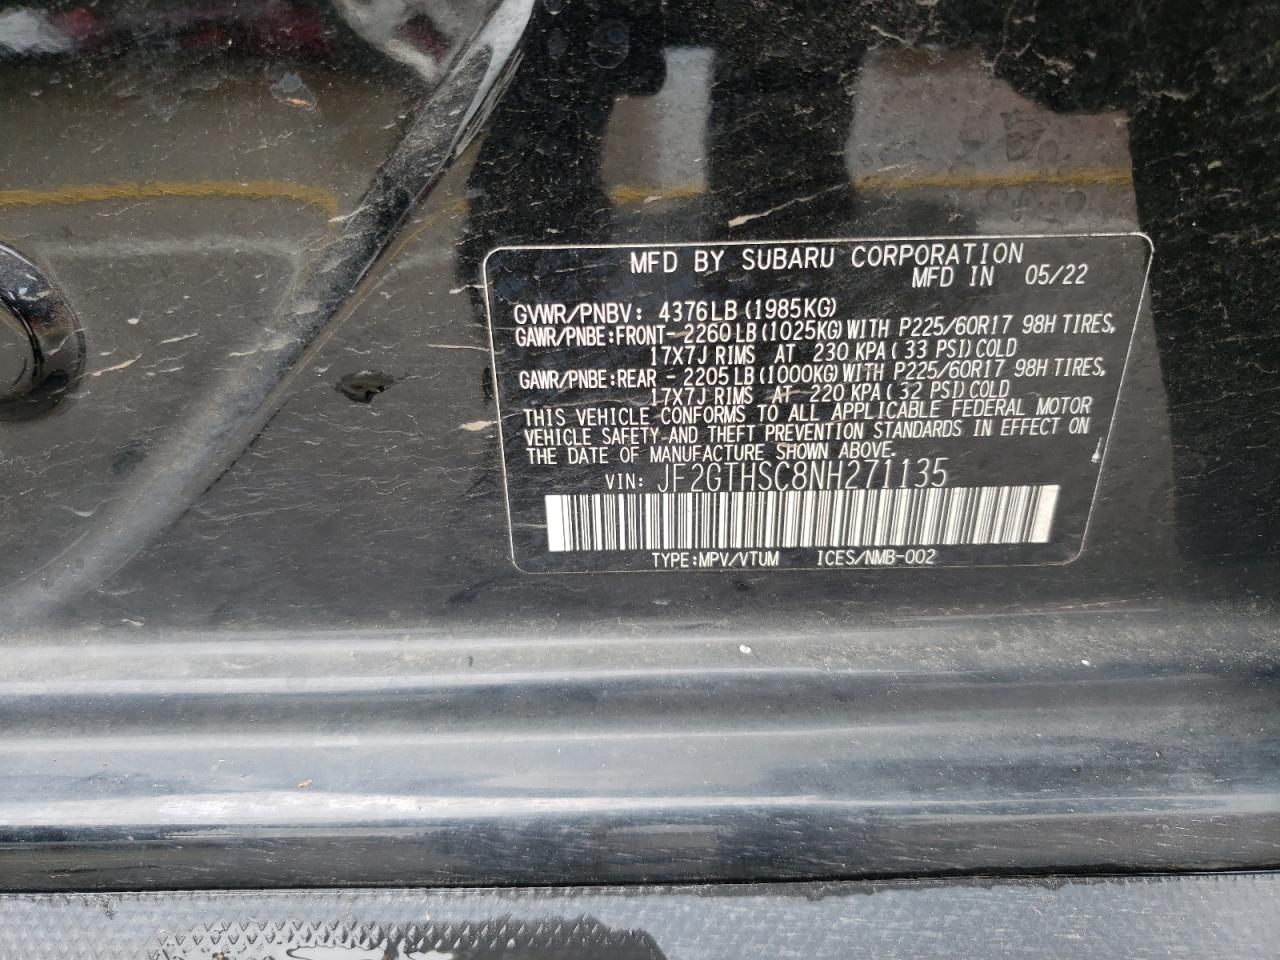 MFD BY SUBARU CORPORATION
MFD IN 05/22
GVWR/PNBV: 4376LB(1985KG)
GAWR/PNBE:FRONT-2260LB(1025KG)WITH P225/60R17 98H TIRES,
17X7J RIMS AT 230 KPA(33 PSI)COLD
GAWR/PNBE:REAR -2205LB(1000KG)WITH P225/60R17 98H TIRES,
17X7J RIMS AT 220 KPA(32 PSI)COLD
THIS VEHICLE CONFORMS TO ALL APPLICABLE FEDERAL MOTOR
VEHICLE SAFETY AND THEFT PREVENTION STANDARDS IN EFFECT ON
THE DATE OF MANUFACTURE SHOWN ABOVE.
VIN: JF2GTHSC8NH271135
TYPE:MPV/VTUM ICES/NMB-002